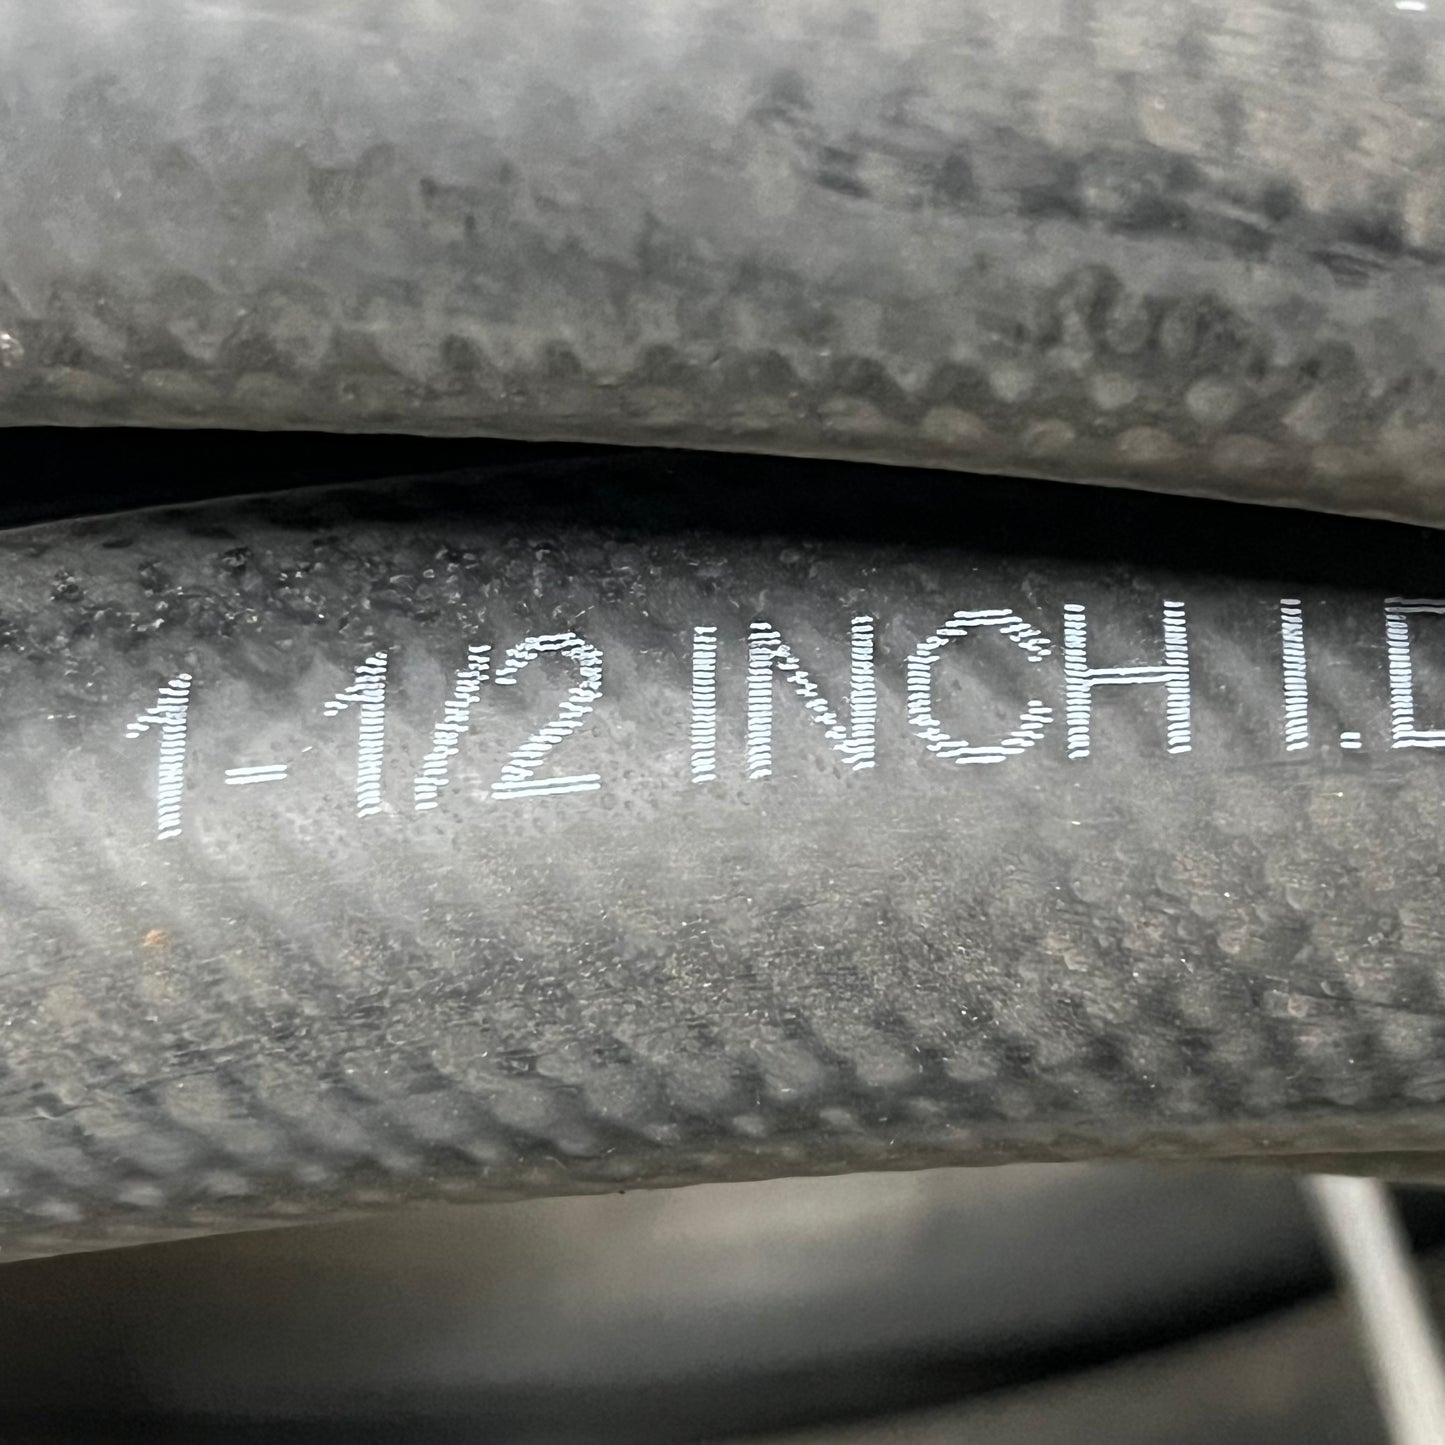 1-1/2 INCH I.D